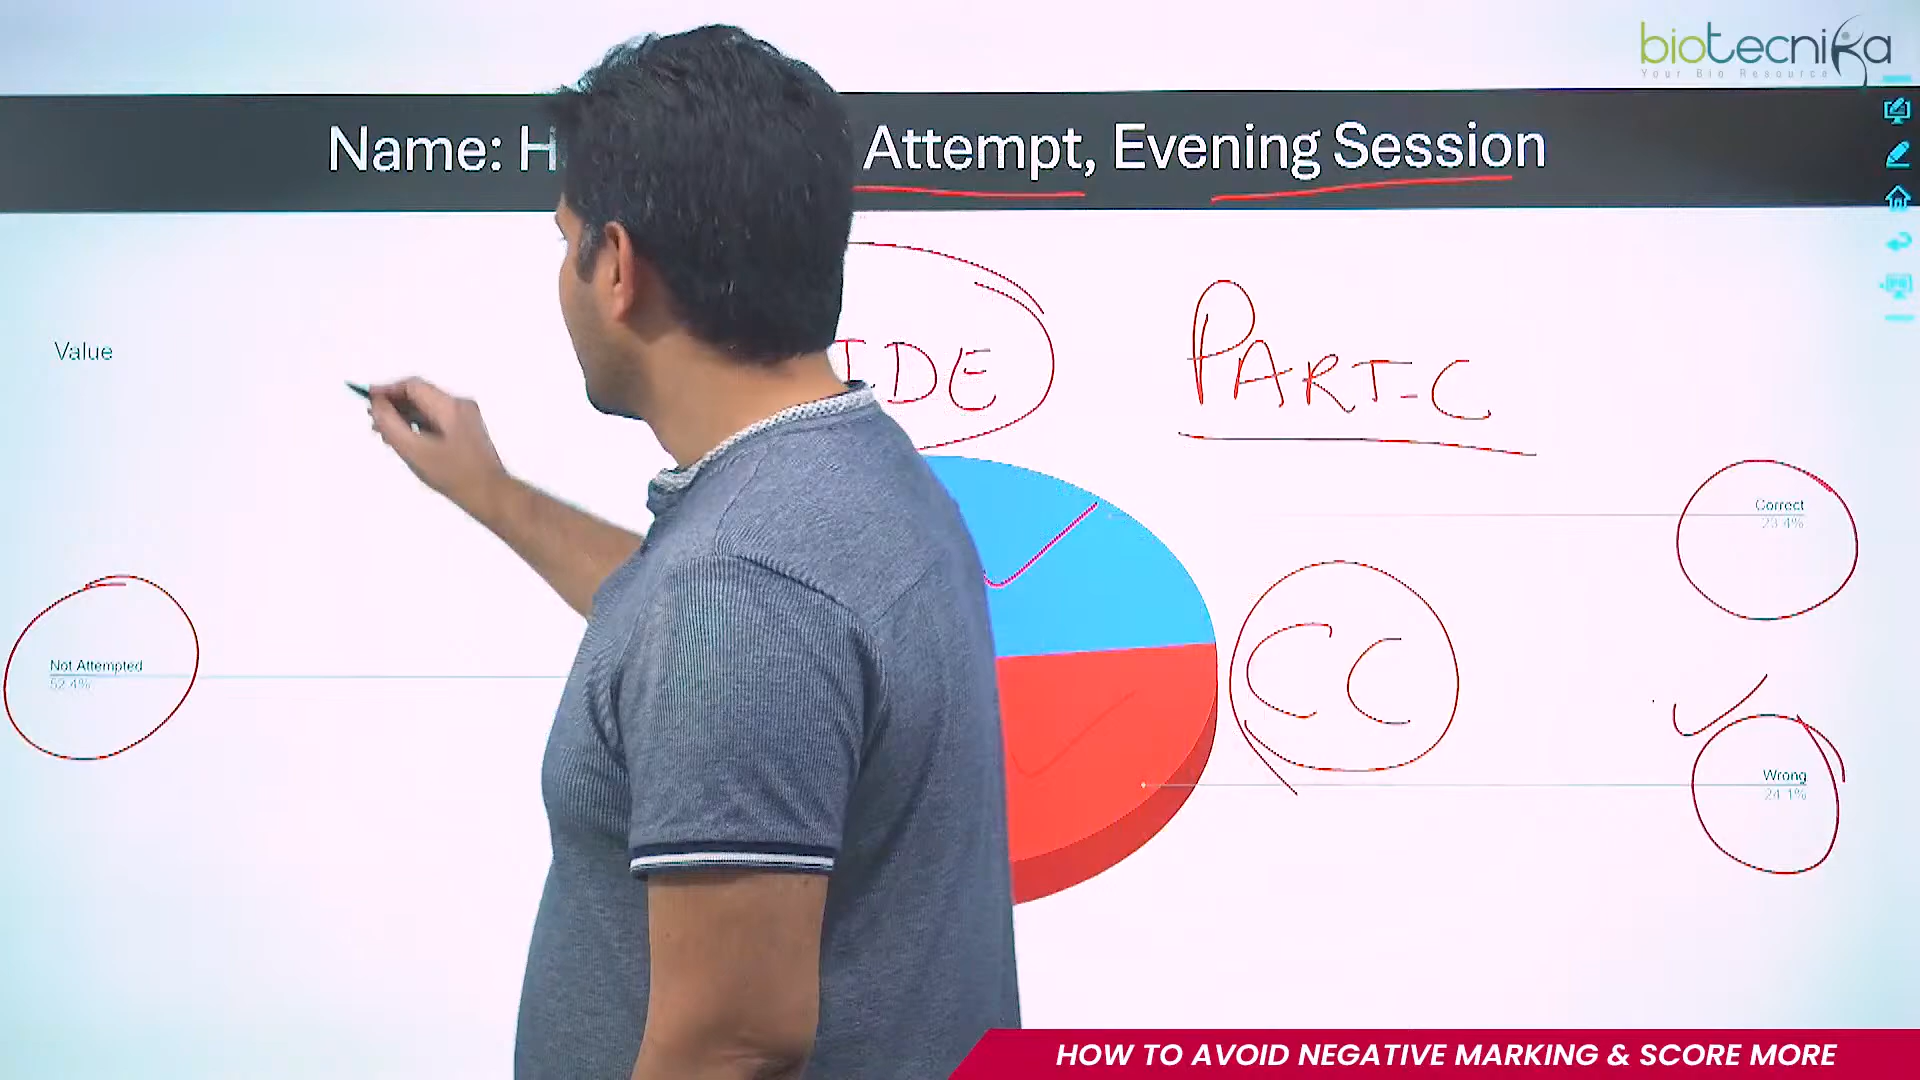 biotecnika
Your Bio Resource
Name: H Attempt, Evening Session
IDE
PART-C
Value
Correct
23.4%
CC
Not Attempted
52.4%
Wrong
24.1%
HOW TO AVOID NEGATIVE MARKING & SCORE MORE